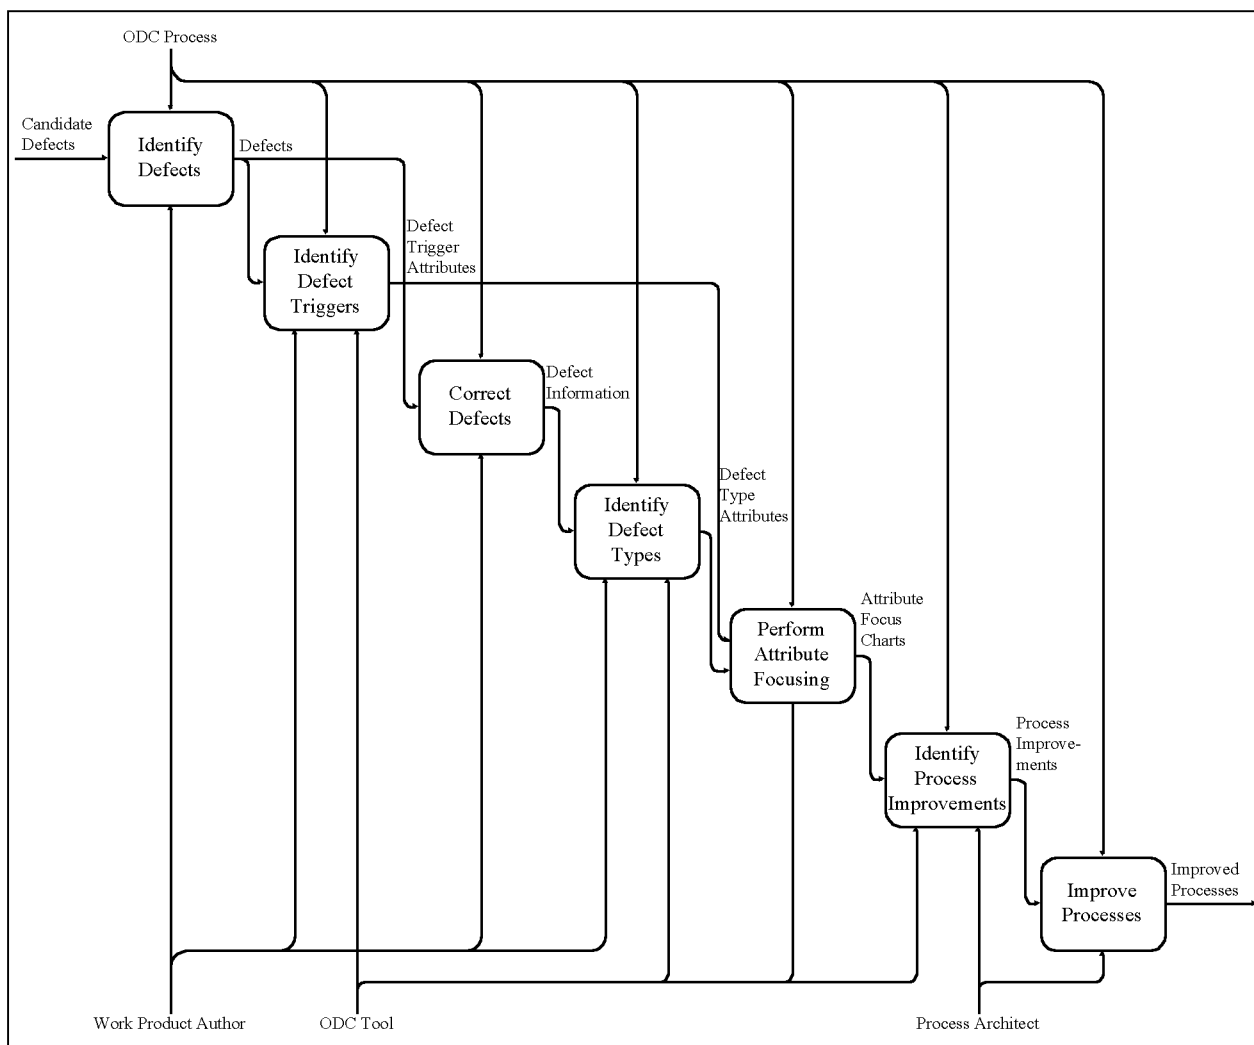 ODC Process
Candidate
Defects
Identify
Defects
Defects
Identify
Defect
Triggers
Defect
Trigger
Attributes
Correct
Defects
Defect
Information
Identify
Defect
Types
Defect
Type
Attributes
Perform
Attribute
Focusing
Attribute
Focus
Charts
Identify
Process
Improvements
Process
Improve-
ments
Improve
Processes
Improved
Processes
Work Product Author
ODC Tool
Process Architect